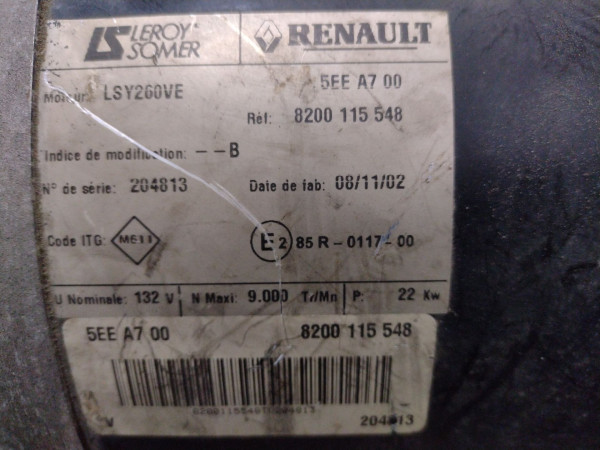 LEROY SOMER RENAULT
Moteur: LSY260VE 5EE A7 00
Réf: 8200 115 548
Indice de modification: --B
N° de série: 204813 Date de fab: 08/11/02
Code ITG: M511 E2 85 R-0117-00
U Nominale: 132 V N Maxi: 9.000 Tr/Mn P: 22 Kw
5EE A7 00 8200 115 548
V 204813